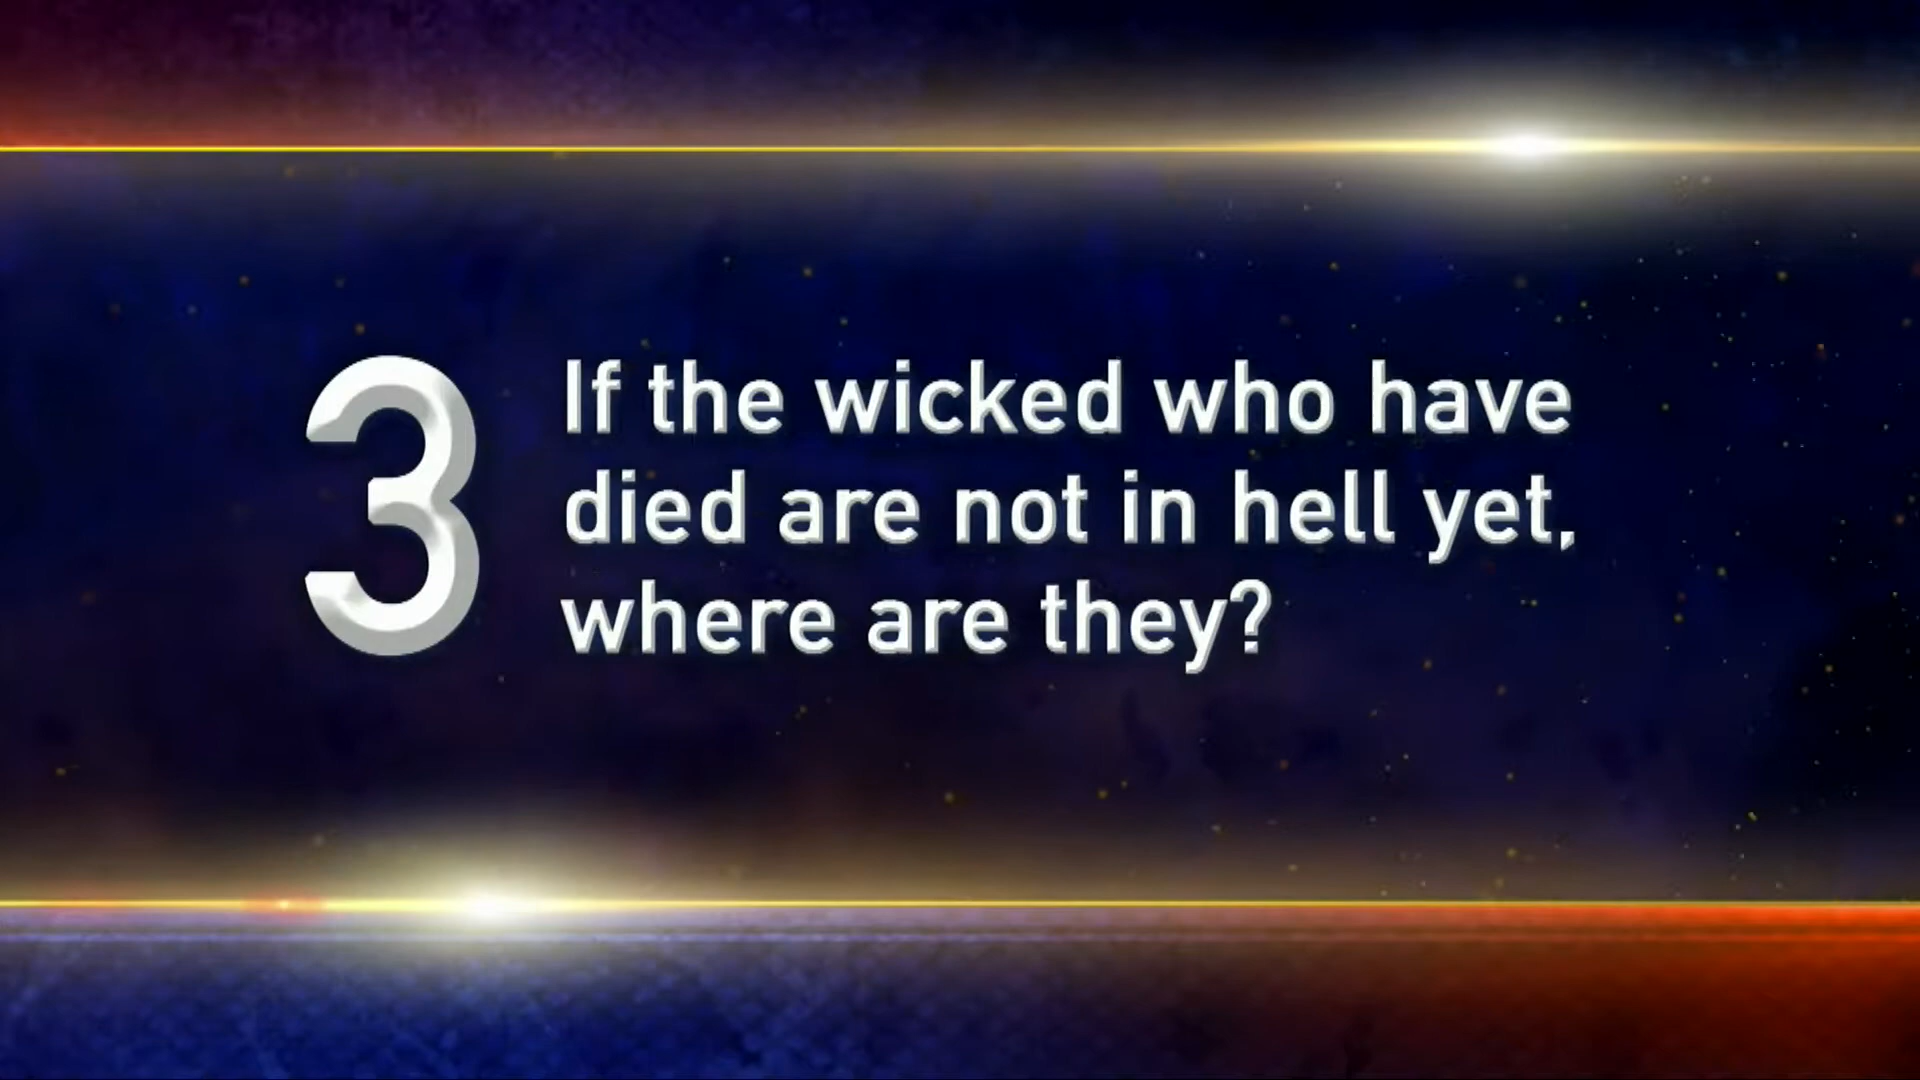 3
If the wicked who have
died are not in hell yet,
where are they?